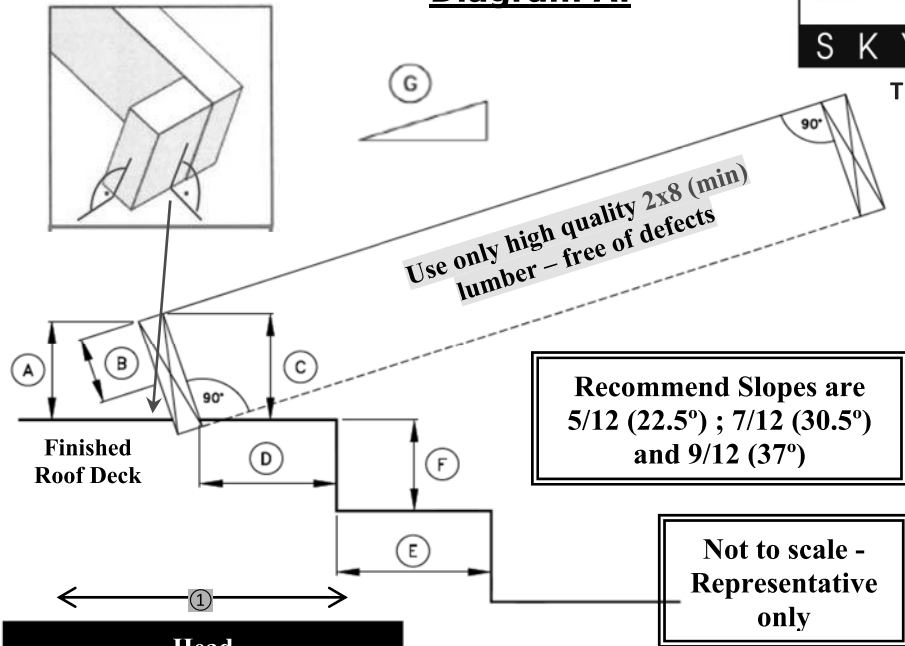 Diagram A:
S K Y
T
G
90°
Use only high quality 2x8 (min)
lumber – free of defects
A
B
C
90°
Recommend Slopes are
5/12 (22.5º) ; 7/12 (30.5º)
and 9/12 (37º)
Finished
Roof Deck
D
F
E
Not to scale -
Representative
only
①
Head